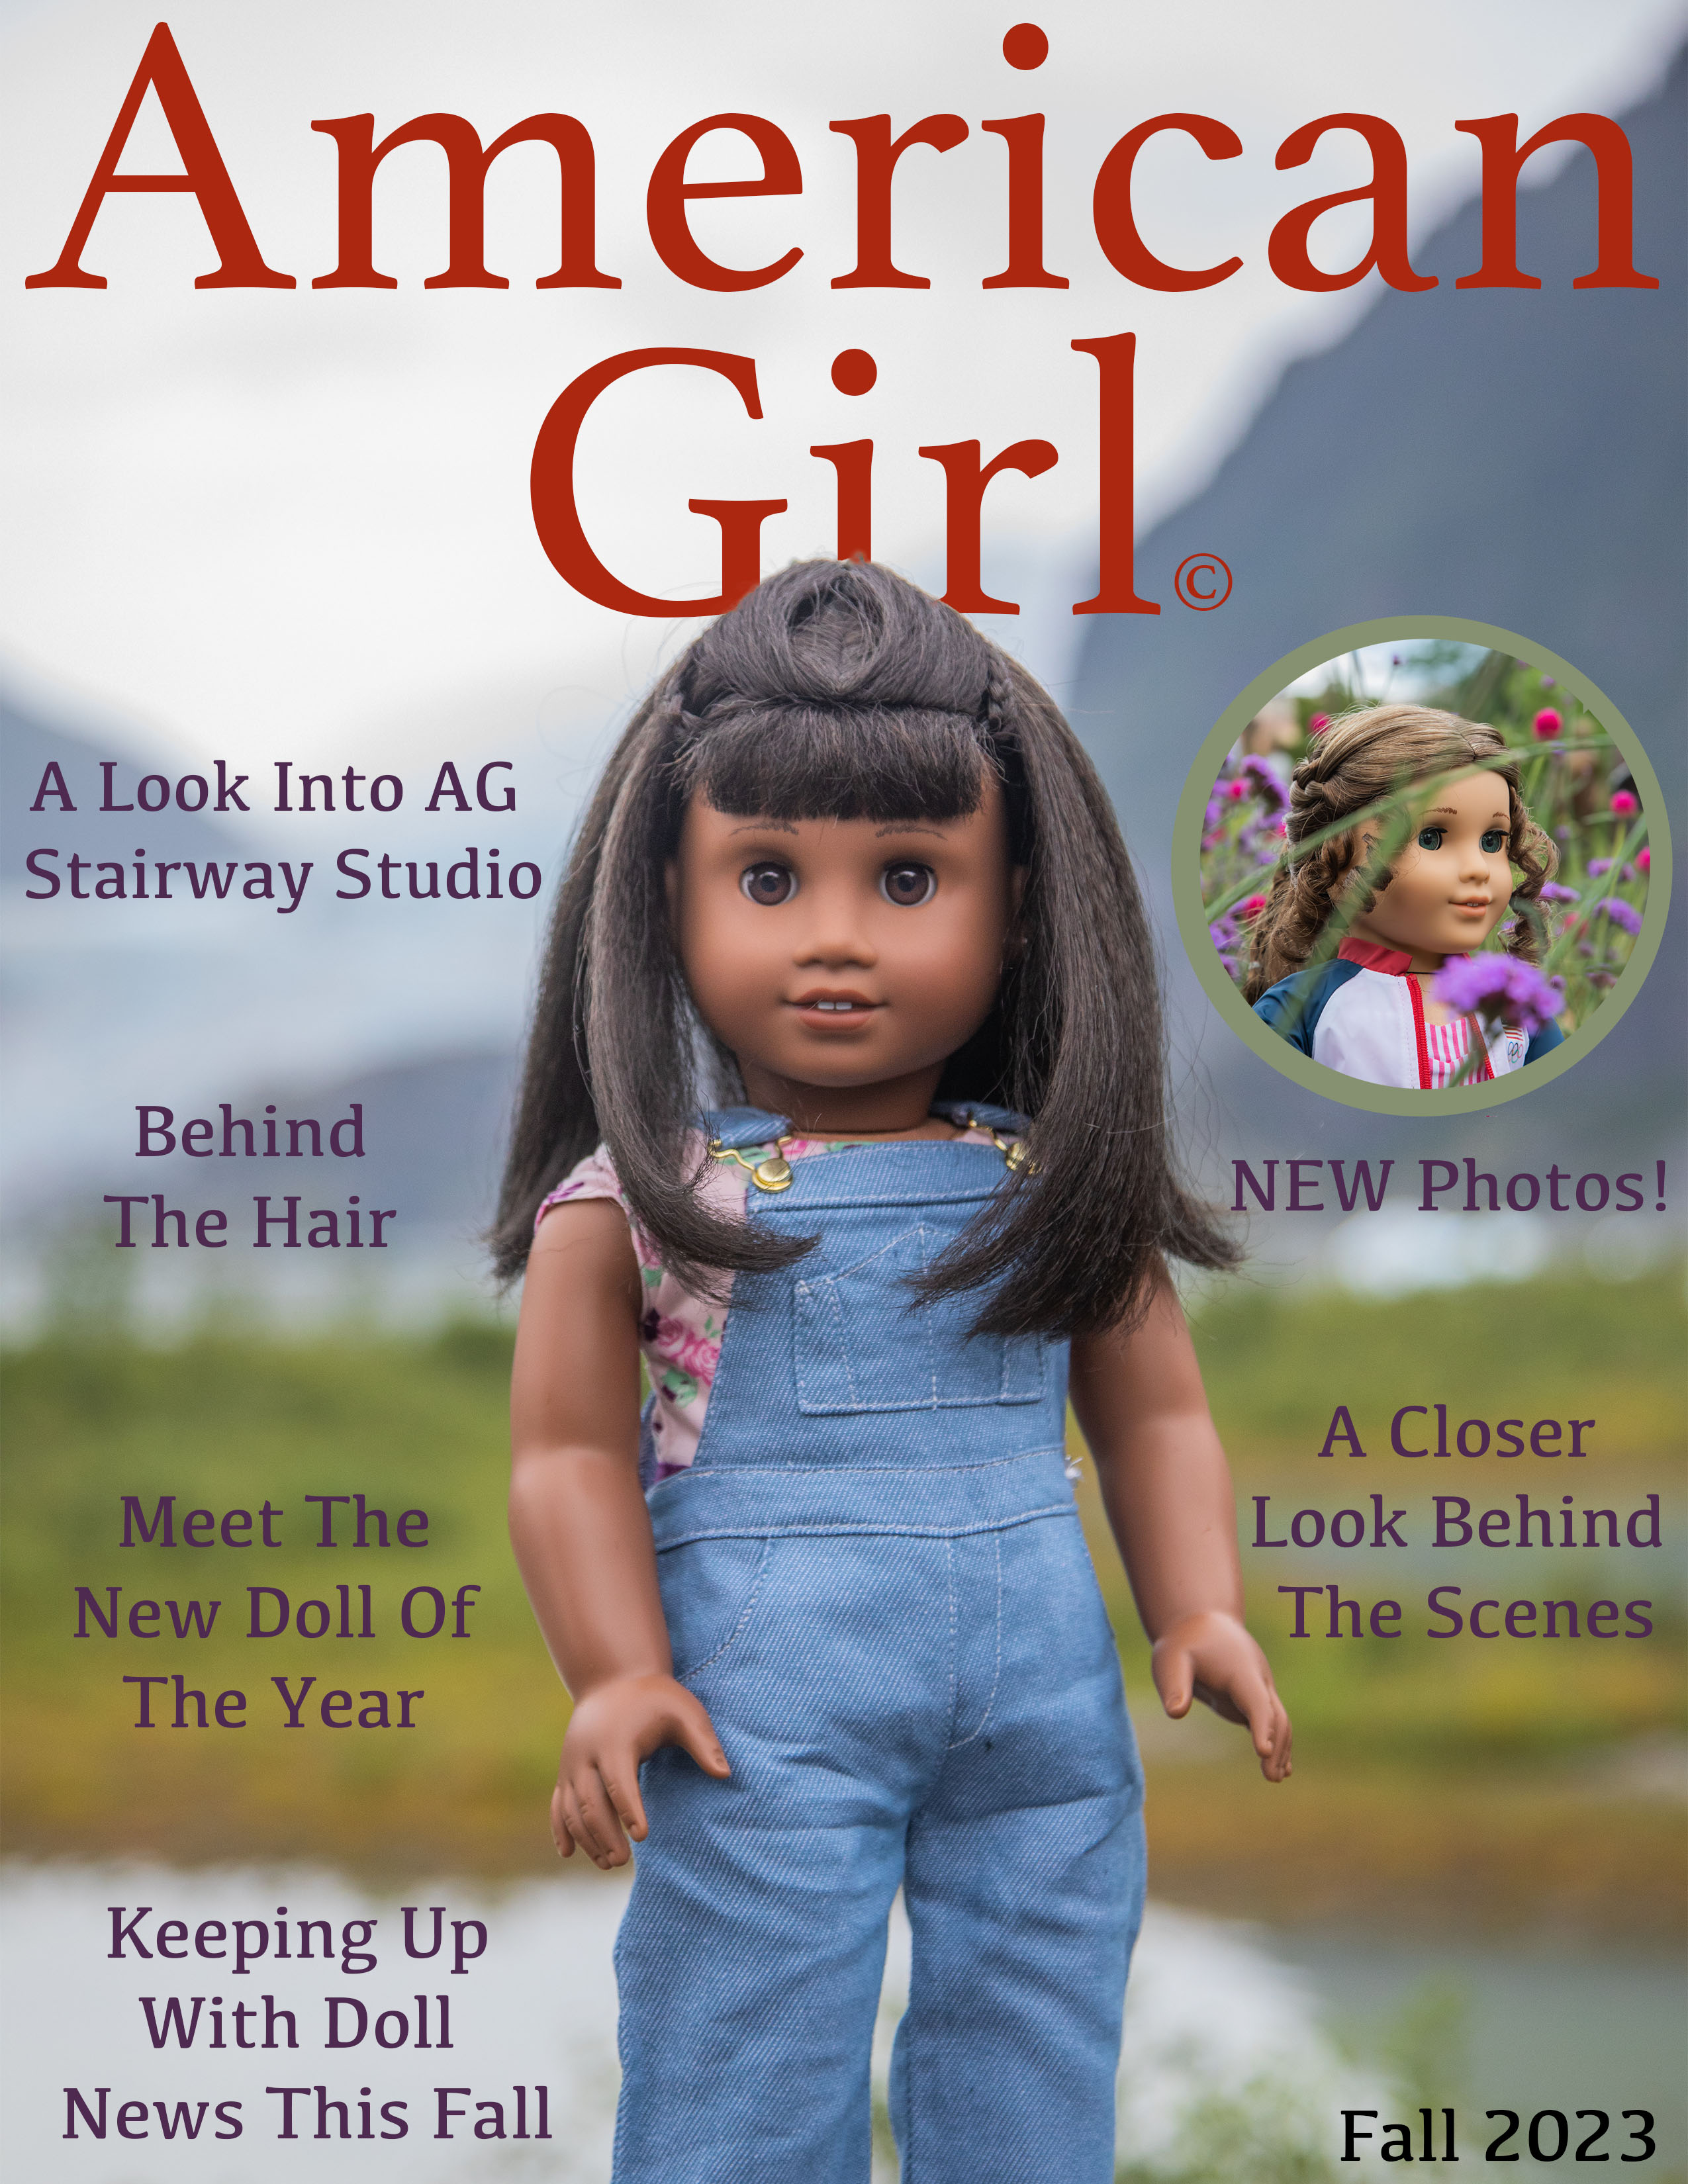 American
Girl©
A Look Into AG
Stairway Studio
Behind
The Hair
NEW Photos!
Meet The
New Doll Of
The Year
A Closer
Look Behind
The Scenes
Keeping Up
With Doll
News This Fall
Fall 2023